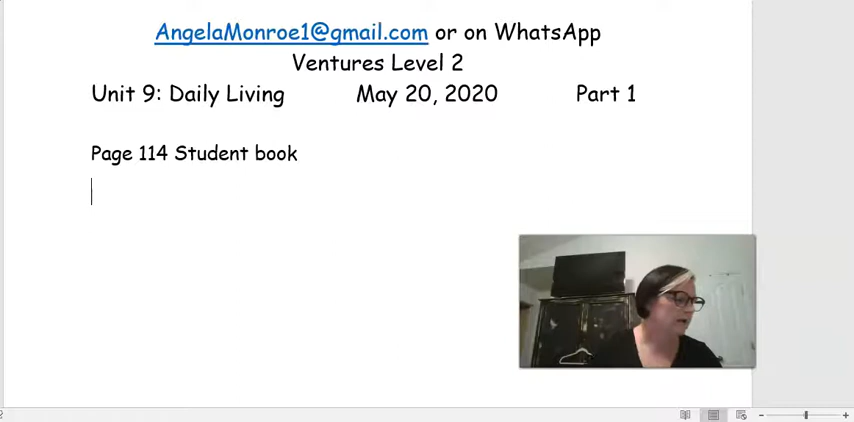 AngelaMonroe1@gmail.com or on WhatsApp
Ventures Level 2
Unit 9: Daily Living May 20, 2020 Part 1
Page 114 Student book